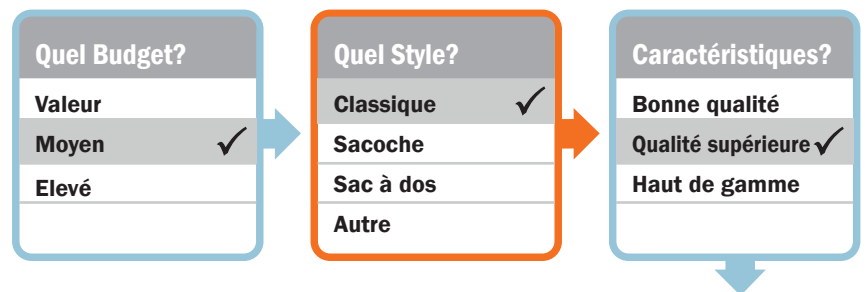 Quel Budget?
Valeur
Moyen
Elevé
Quel Style?
Classique
Sacoche
Sac à dos
Autre
Caractéristiques?
Bonne qualité
Qualité supérieure
Haut de gamme